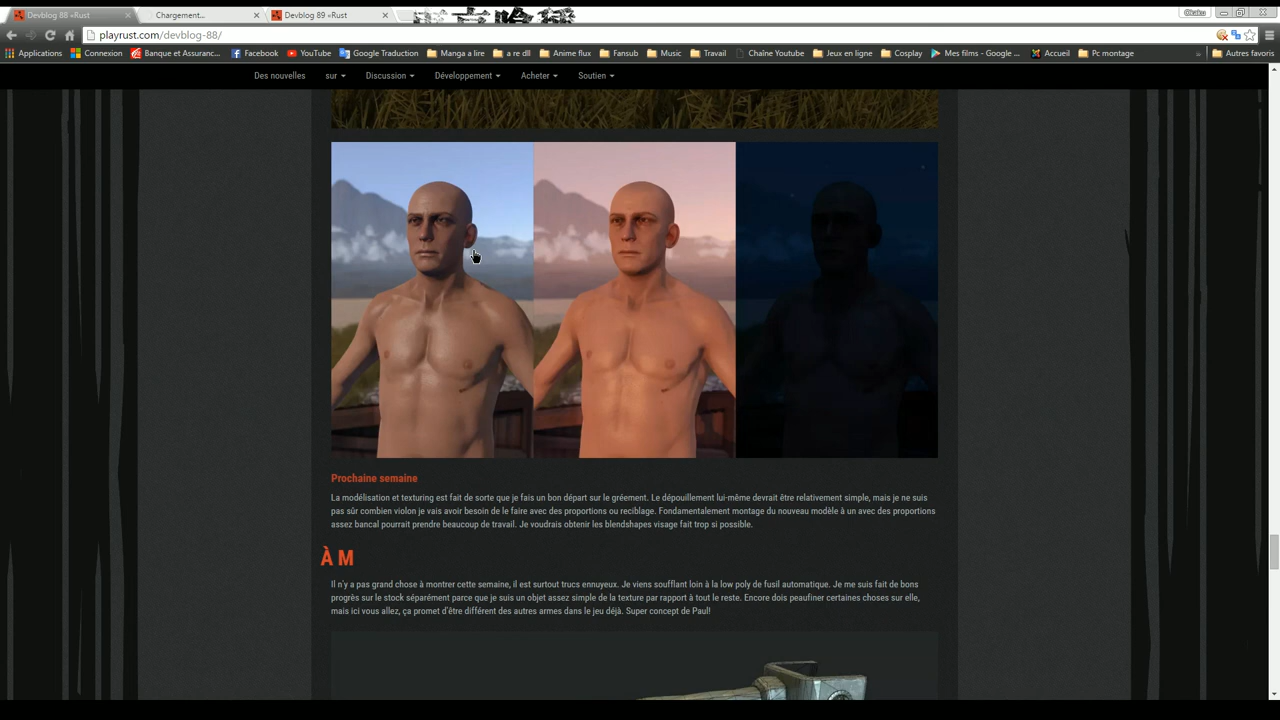 Devblog 88 «Rust
Chargement...
Devblog 89 «Rust
Okaku
playrust.com/devblog-88/
Applications Connexion Banque et Assuranc... Facebook YouTube Google Traduction Manga a lire a re dl Anime flux Fansub Music Travail Chaîne Youtube Jeux en ligne Cosplay Mes films - Google ... Accueil Pc montage » Autres favoris
Des nouvelles sur Discussion Développement Acheter Soutien
Prochaine semaine
La modélisation et texturing est fait de sorte que je fais un bon départ sur le gréement. Le dépouillement lui-même devrait être relativement simple, mais je ne suis
pas sûr combien violon je vais avoir besoin de le faire avec des proportions ou reciblage. Fondamentalement montage du nouveau modèle à un avec des proportions
assez bancal pourrait prendre beaucoup de travail. Je voudrais obtenir les blendshapes visage fait trop si possible.
À M
Il n'y a pas grand chose à montrer cette semaine, il est surtout trucs ennuyeux. Je viens soufflant loin à la low poly de fusil automatique. Je me suis fait de bons
progrès sur le stock séparément parce que je suis un objet assez simple de la texture par rapport à tout le reste. Encore dois peaufiner certaines choses sur elle,
mais ici vous allez, ça promet d'être différent des autres armes dans le jeu déjà. Super concept de Paul!